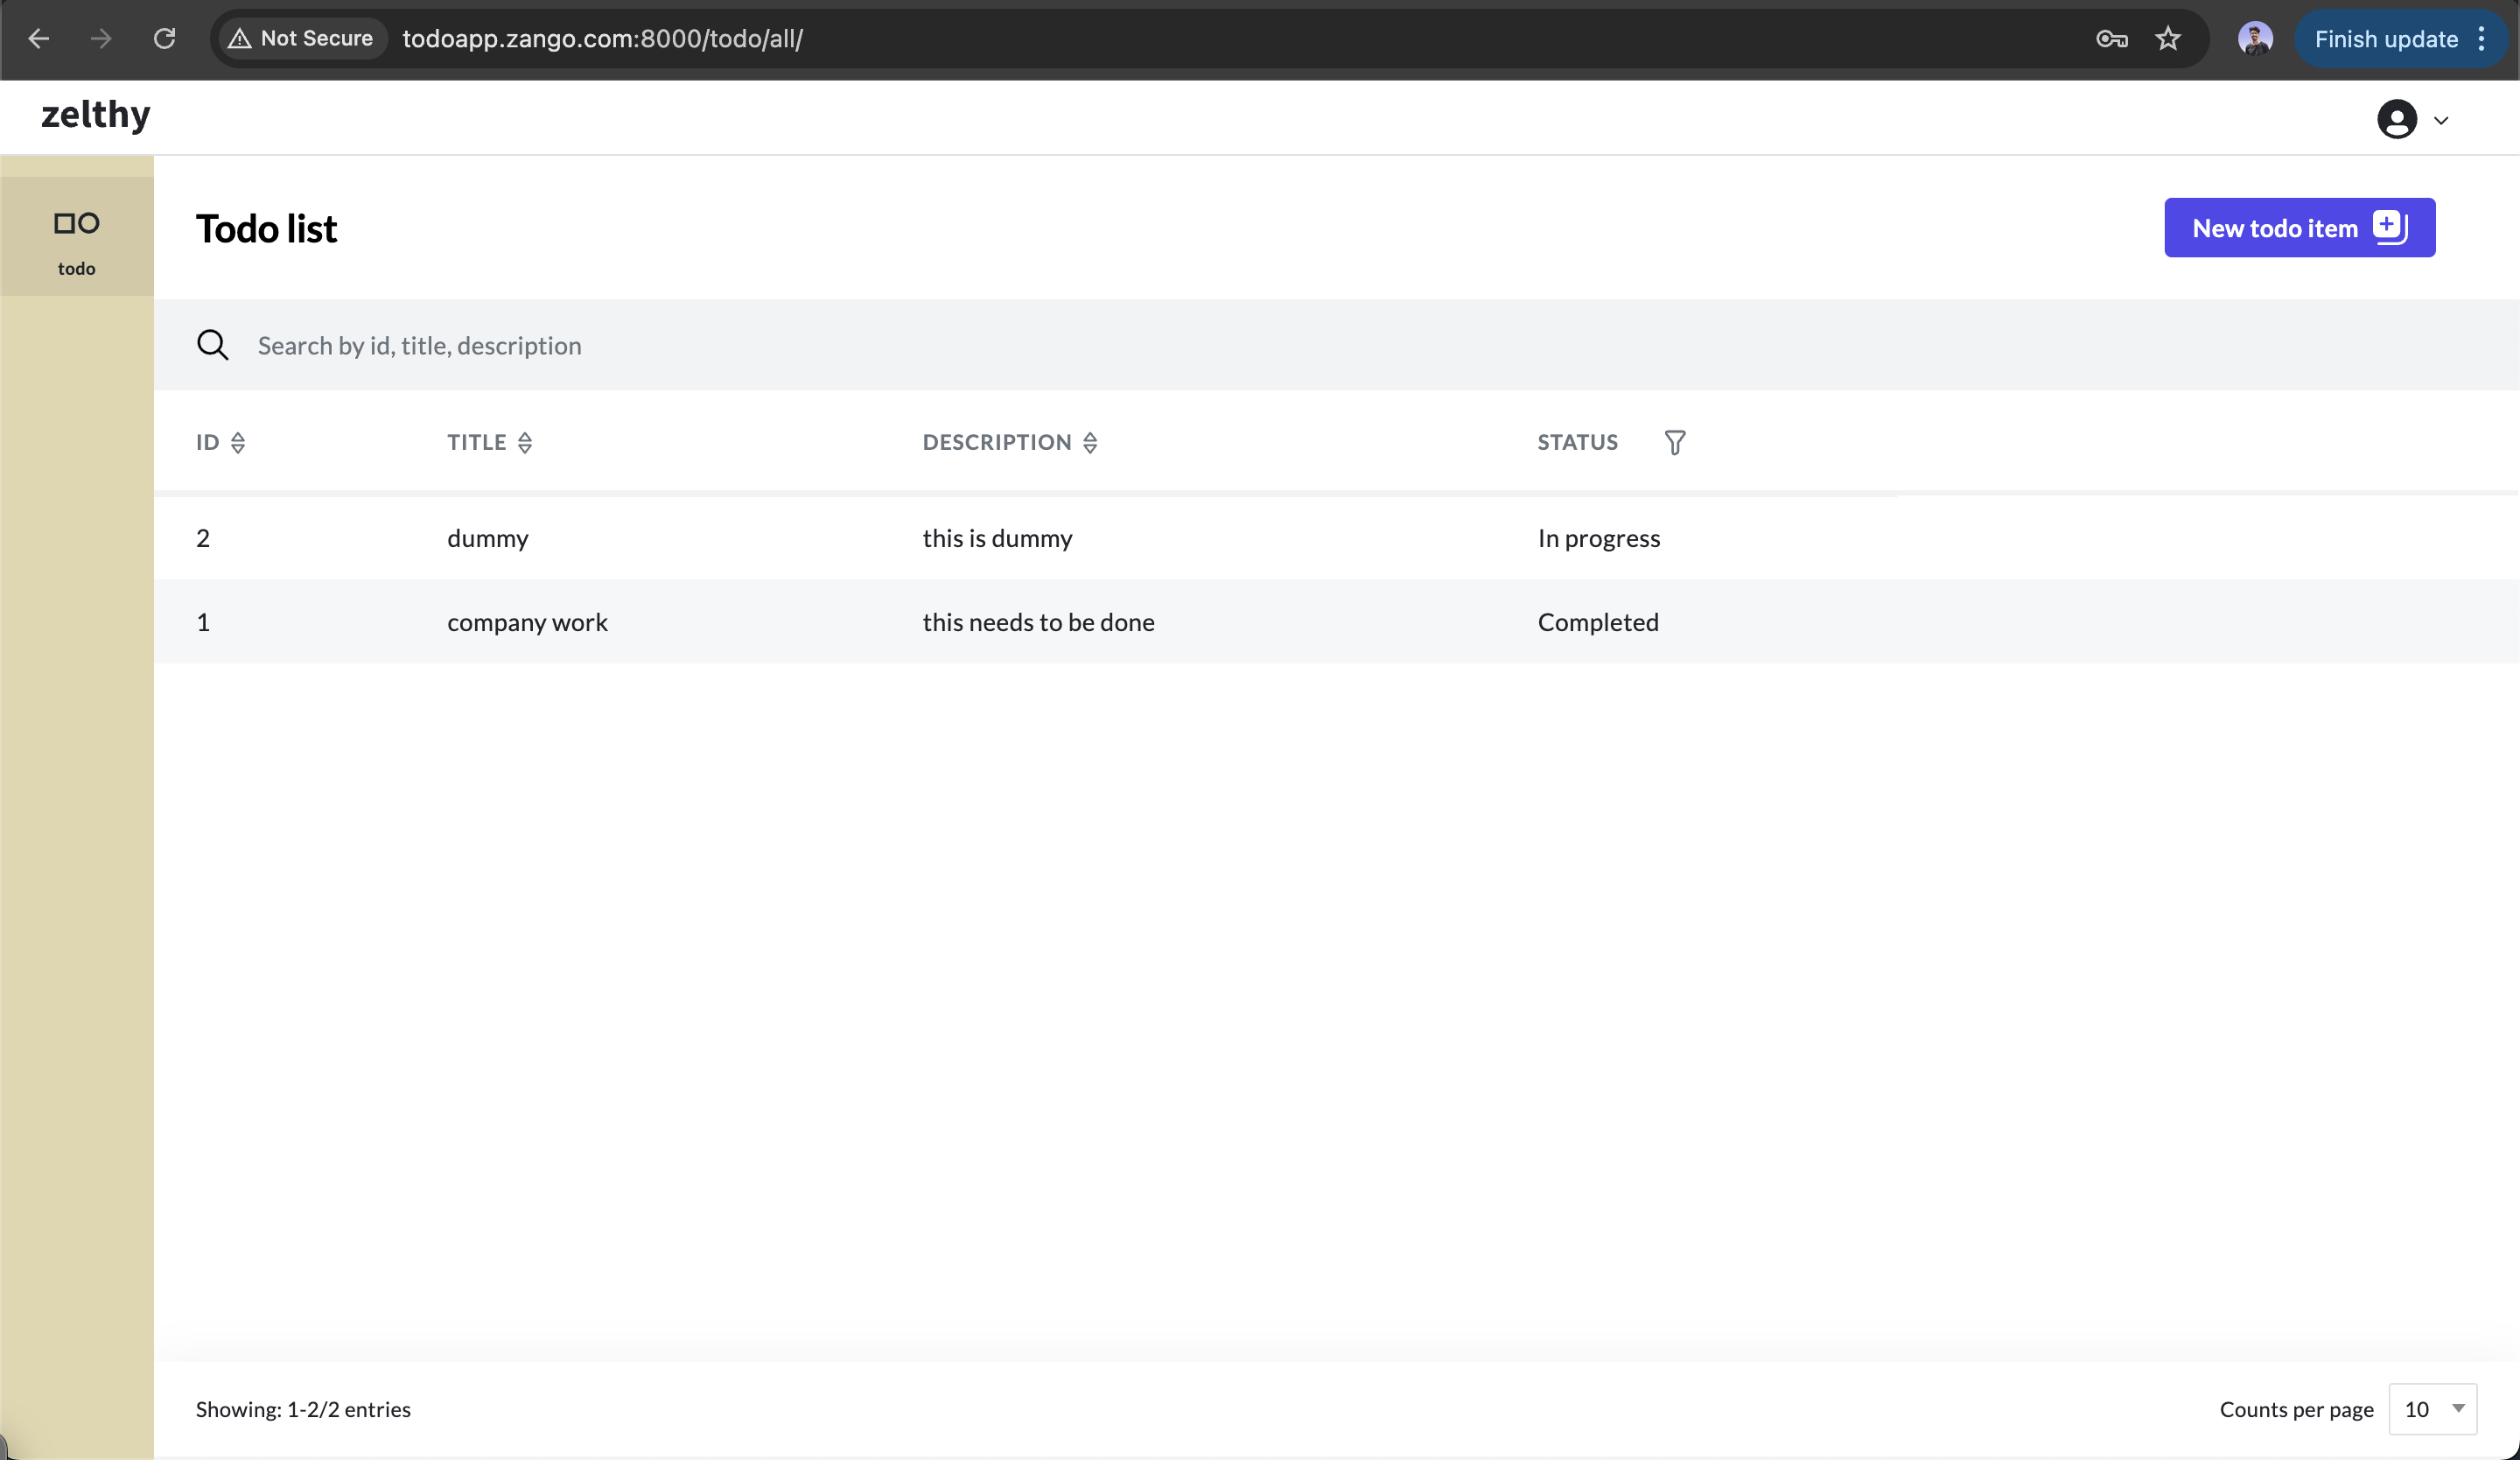 Not Secure todoapp.zango.com:8000/todo/all/ Finish update
zelthy
todo
Todo list New todo item
Search by id, title, description
ID TITLE DESCRIPTION STATUS
2 dummy this is dummy In progress
1 company work this needs to be done Completed
Showing: 1-2/2 entries Counts per page 10